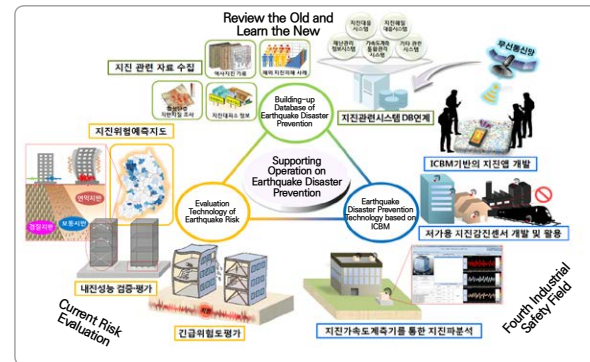 Review the Old and
Learn the New
지진 관련 자료 수집
역사지진 기록
해외 지진피해 사례
지진대피소 정보
지진대응
시스템
지진해일
대응시스템
재난관리
정보시스템
가속도계측
통합관리
시스템
기타 관련
시스템
무선통신망
지진관련시스템 DB연계
Building-up
Database of
Earthquake Disaster
Prevention
지진위험예측지도
연약지반
보통지반
경질지반
Supporting
Operation on
Earthquake Disaster
Prevention
ICBM기반의 지진앱 개발
Evaluation
Technology of
Earthquake Risk
Earthquake
Disaster Prevention
Technology based on
ICBM
저가용 지진감진센서 개발 및 활용
내진성능 검증·평가
지진
긴급위험도평가
지진가속도계측기를 통한 지진파분석
Current Risk
Evaluation
Fourth Industrial
Safety Field